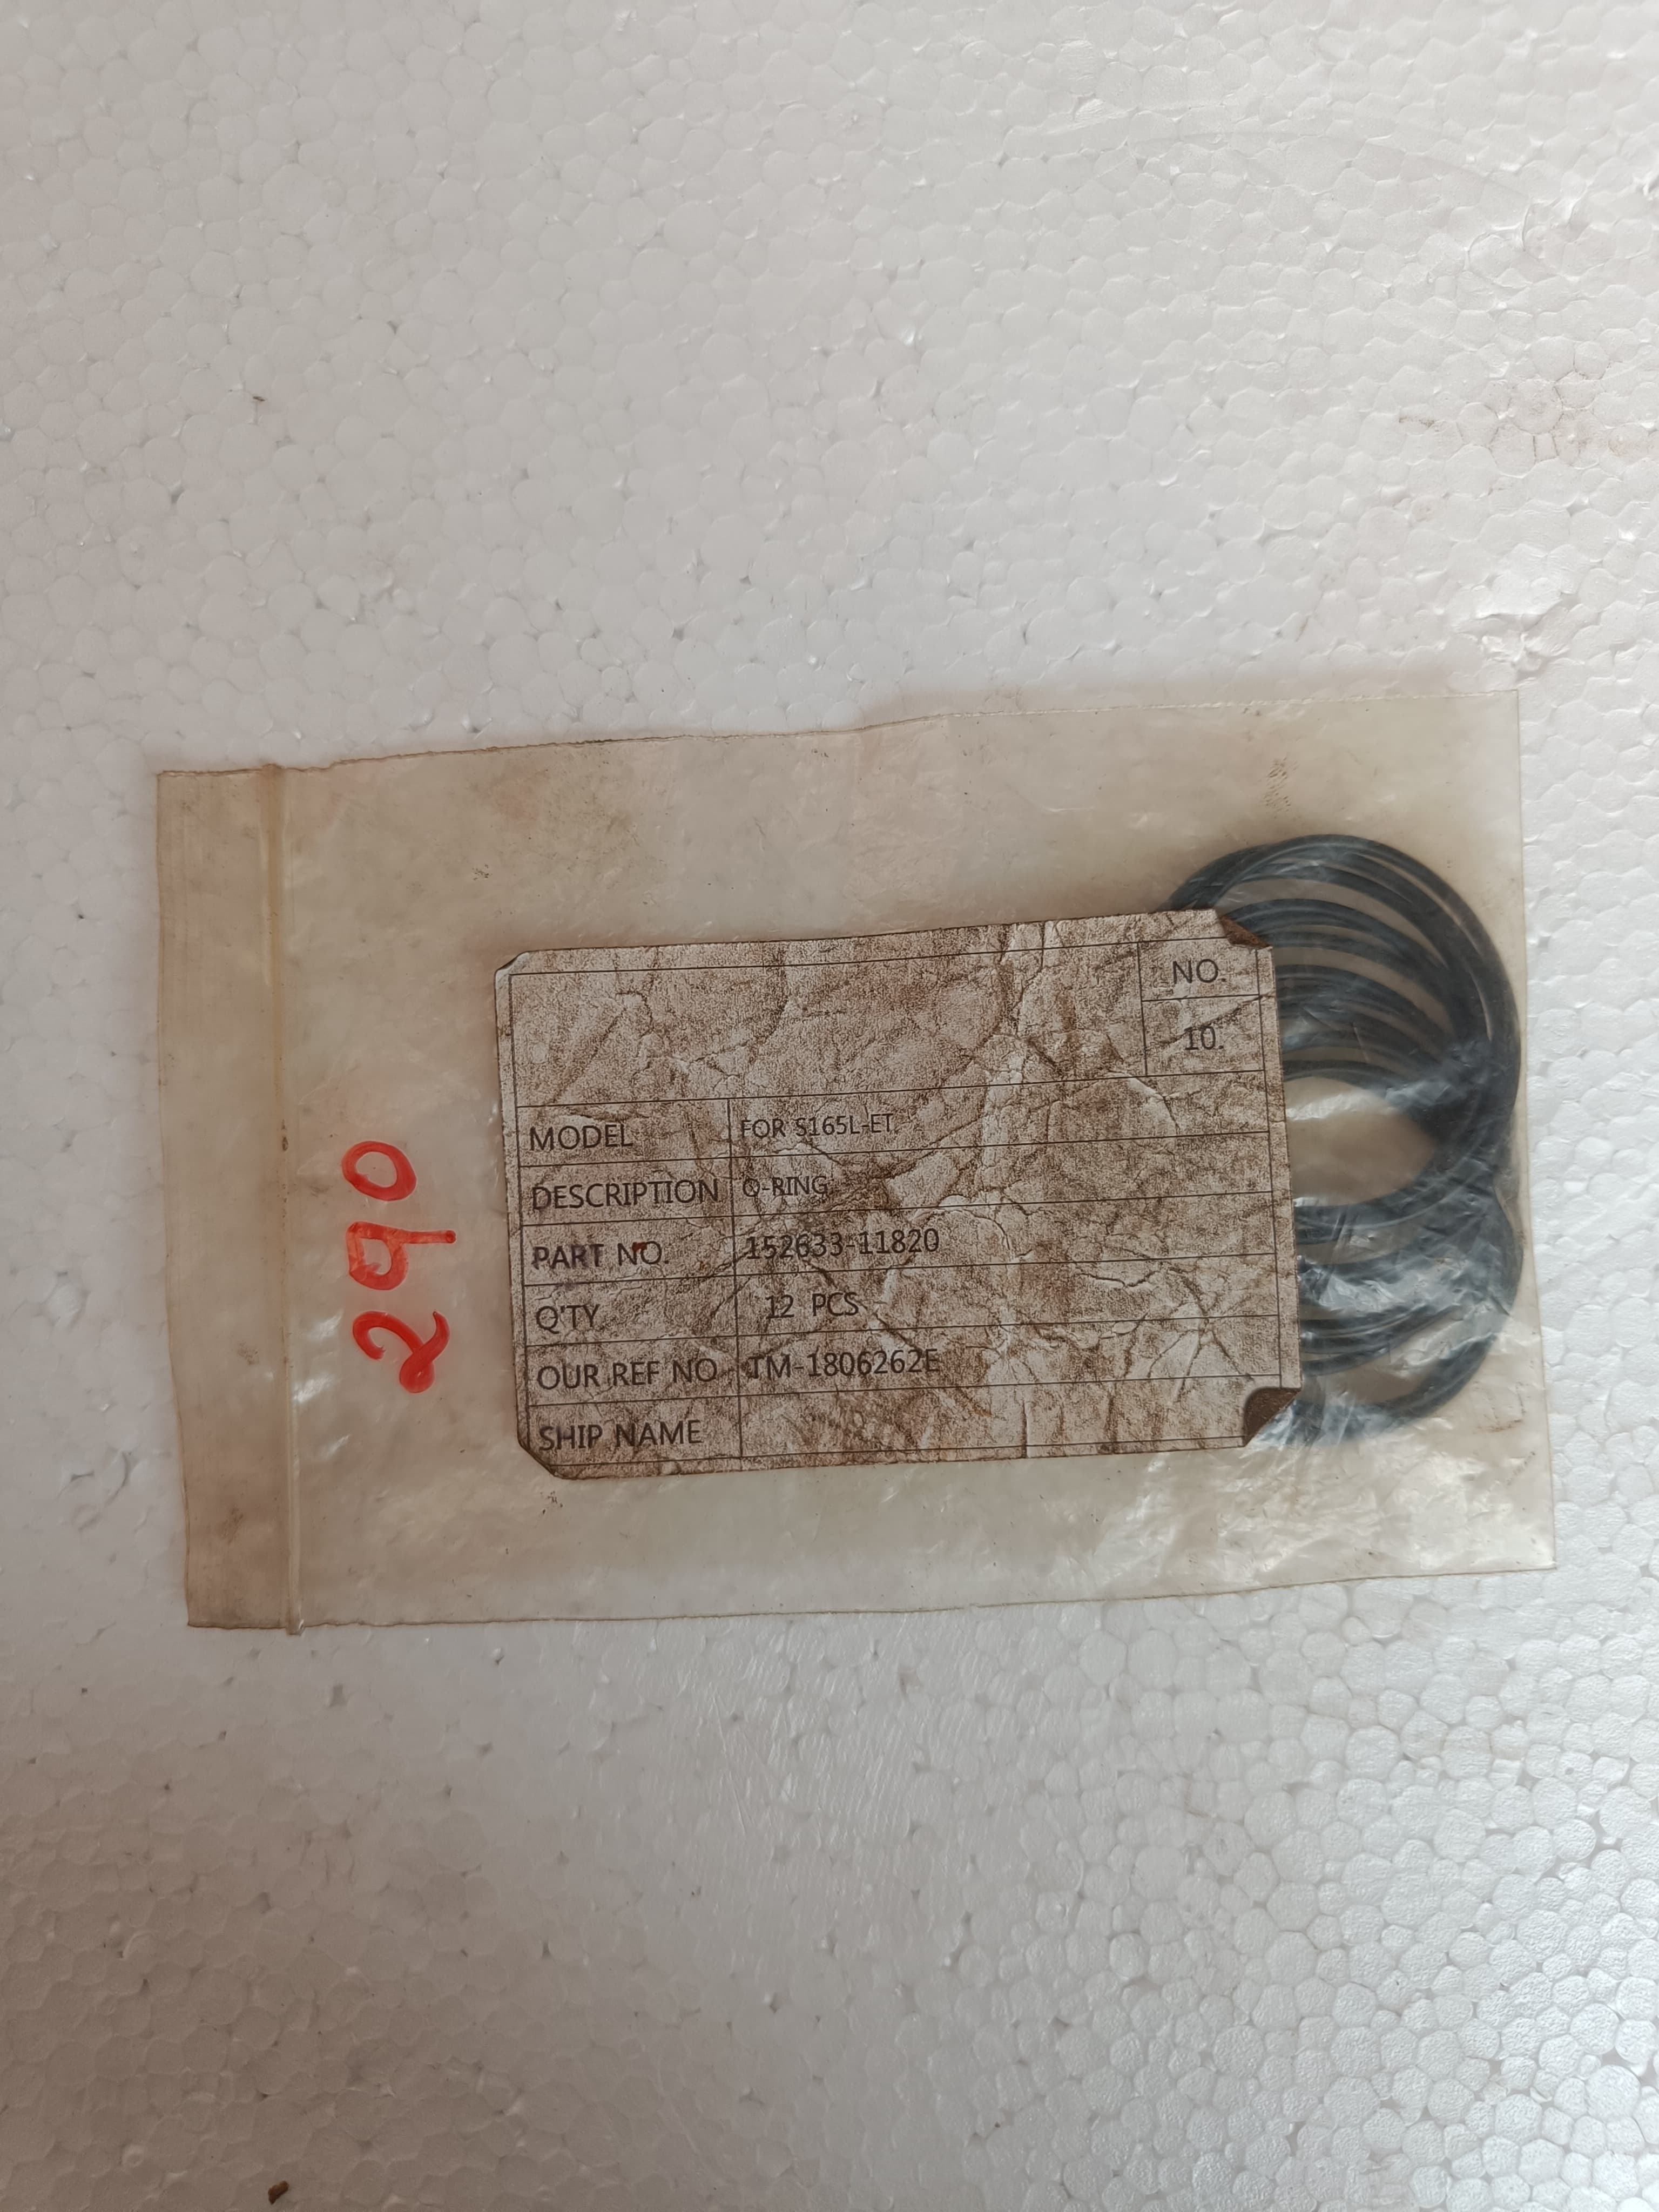 290
NO.
10.
MODEL FOR S165L-ET.
DESCRIPTION O-RING
PART NO. 152633-11820
Q'TY 12 PCS
OUR REF NO TM-1806262E
SHIP NAME